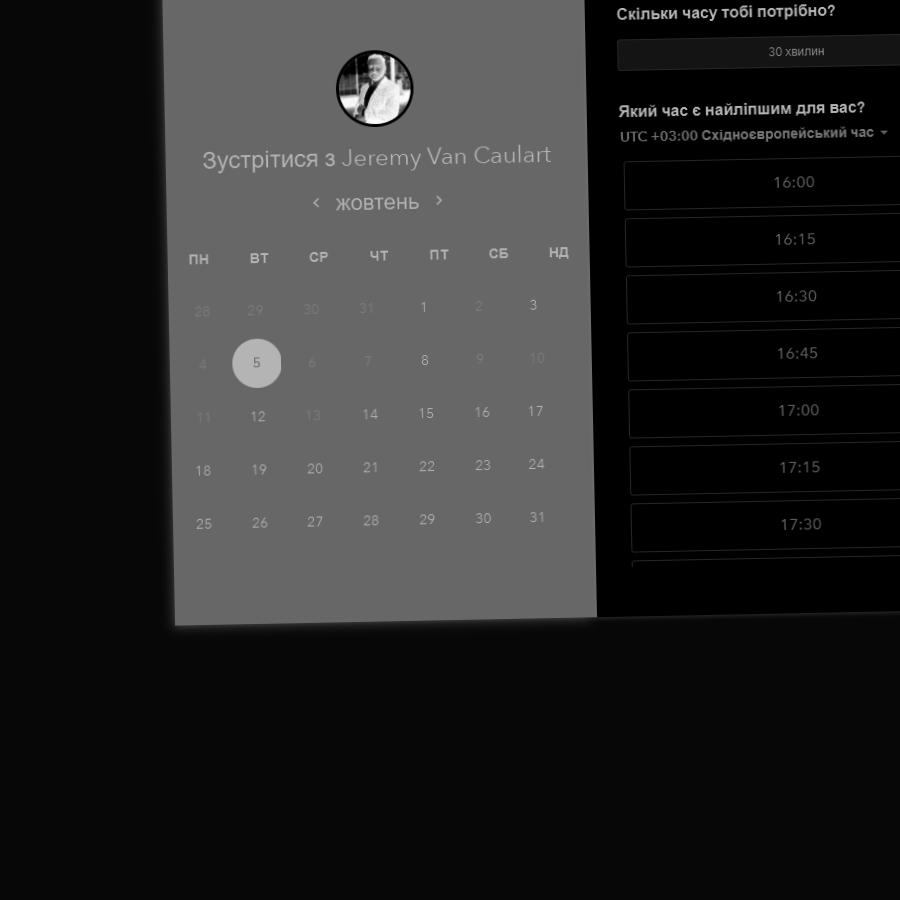 Зустрітися з Jeremy Van Caulart
жовтень
ПН ВТ СР ЧТ ПТ СБ НД
28 29 30 31 1 2 3
4 5 6 7 8 9 10
11 12 13 14 15 16 17
18 19 20 21 22 23 24
25 26 27 28 29 30 31
Скільки часу тобі потрібно?
30 хвилин
Який час є найліпшим для вас?
UTC +03:00 Східноєвропейський час
16:00
16:15
16:30
16:45
17:00
17:15
17:30